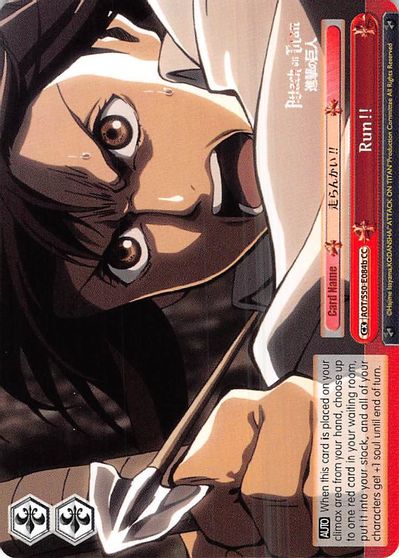 Attack on Titan
進撃の巨人
Card Name
走らんかい!!
Run!!
©Hajime Isayama,KODANSHA/"ATTACK ON TITAN"Production Committee. All Rights Reserved.
CX AOT/S50-E084b CC
AUTO When this card is placed on your
climax area from your hand, choose up
to one red card in your waiting room,
put it into your stock, and all of your
characters get +1 soul until end of turn.